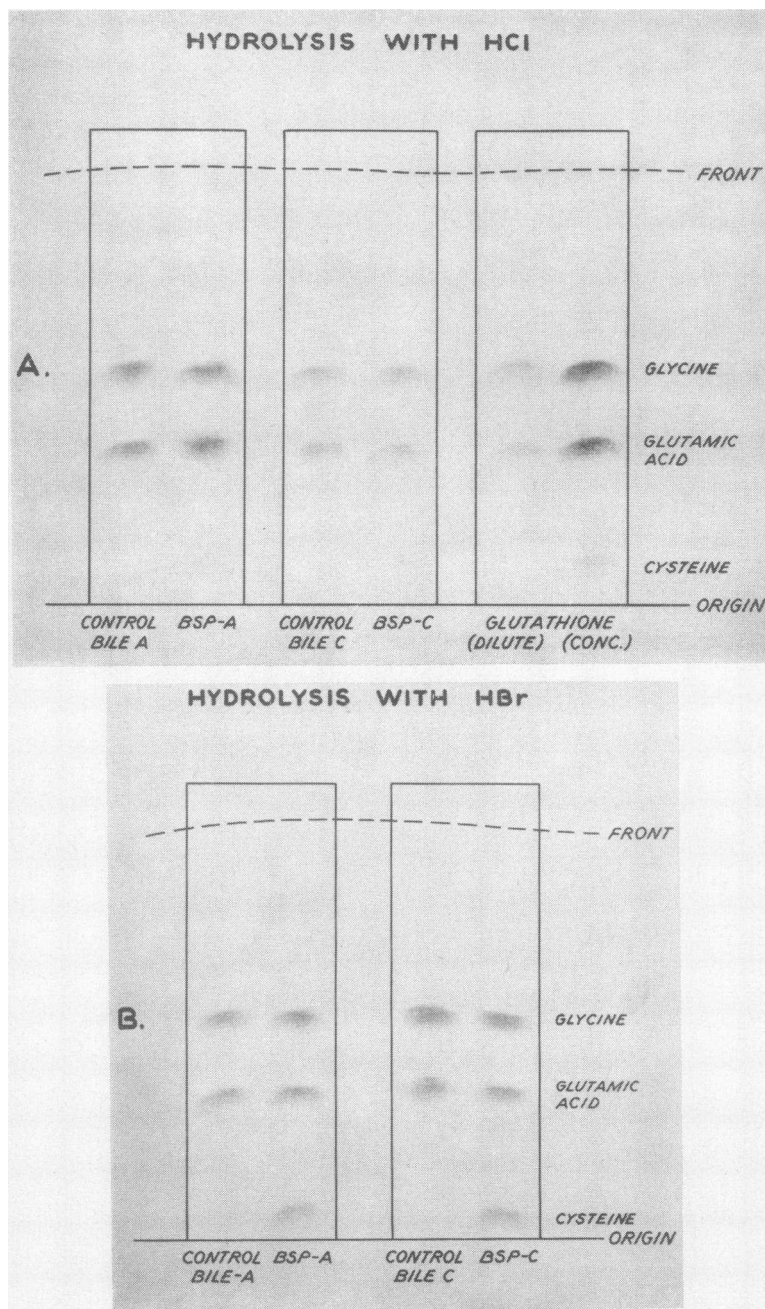 HYDROLYSIS WITH HCl
FRONT
A.
GLYCINE
GLUTAMIC
ACID
CYSTEINE
ORIGIN
CONTROL BSP-A CONTROL BSP-C GLUTATHIONE
BILE A BILE C (DILUTE) (CONC.)
HYDROLYSIS WITH HBr
FRONT
B.
GLYCINE
GLUTAMIC
ACID
CYSTEINE
ORIGIN
CONTROL BSP-A CONTROL BSP-C
BILE-A BILE C